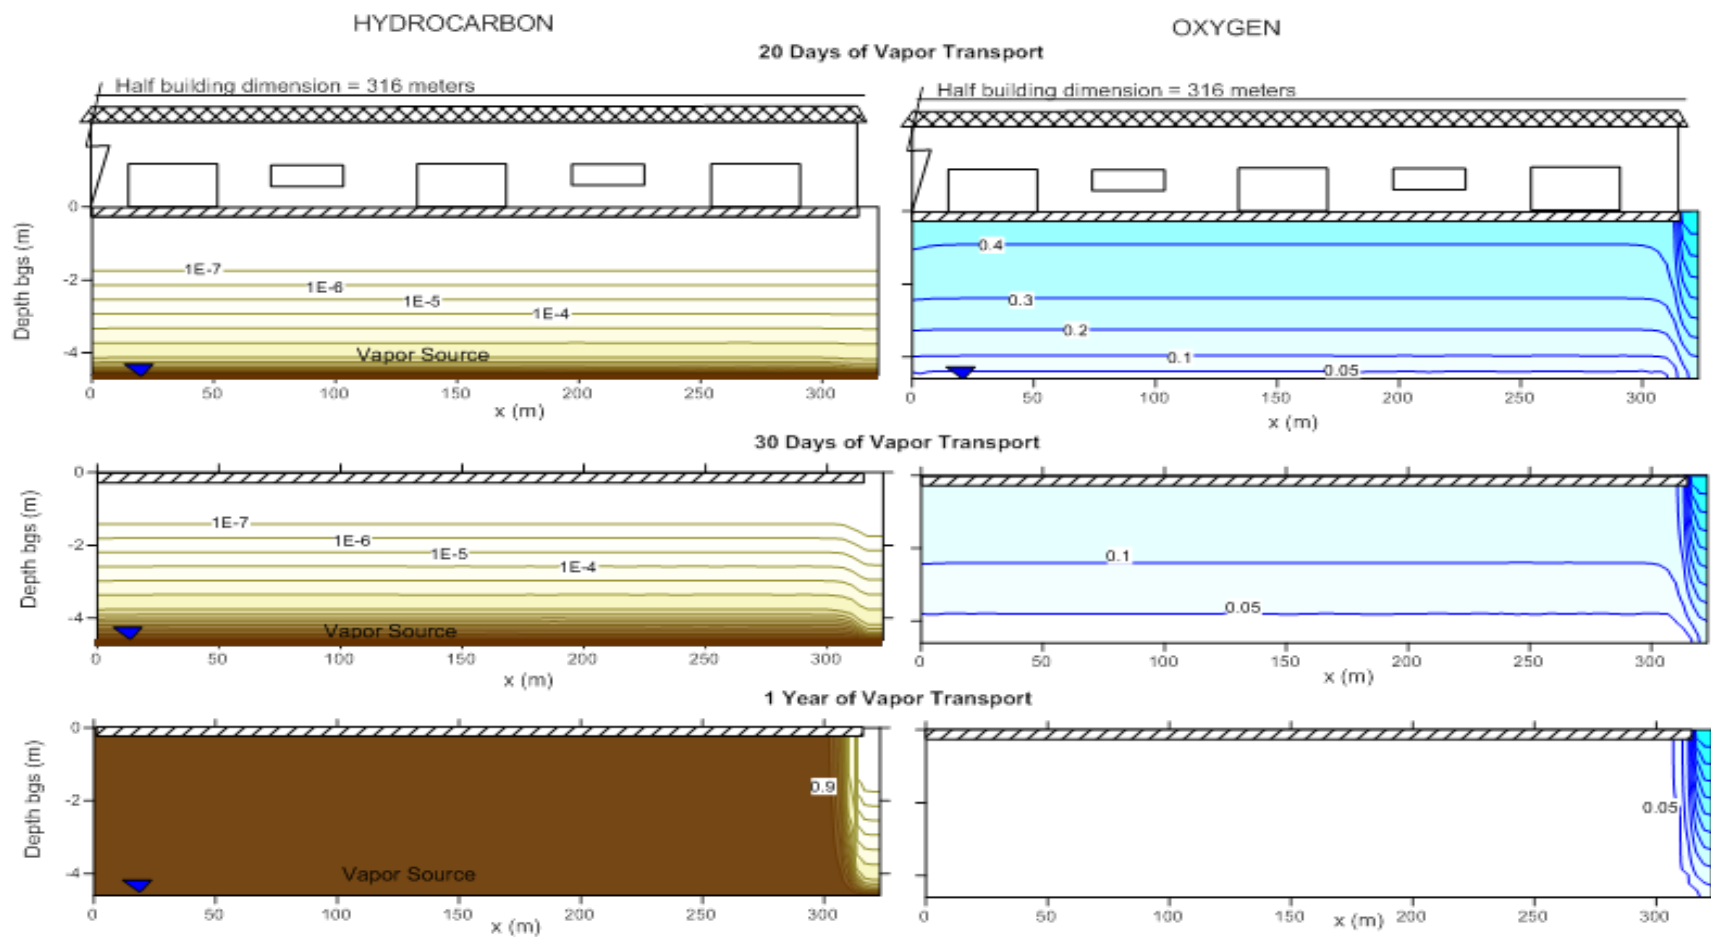 HYDROCARBON
OXYGEN
20 Days of Vapor Transport
Half building dimension = 316 meters
Half building dimension = 316 meters
Depth bgs (m)
0
-2
-4
1E-7
1E-6
1E-5
1E-4
Vapor Source
0 50 100 150 200 250 300
x (m)
0.4
0.3
0.2
0.1
0.05
0 50 100 150 200 250 300
x (m)
30 Days of Vapor Transport
Depth bgs (m)
0
-2
-4
1E-7
1E-6
1E-5
1E-4
Vapor Source
0 50 100 150 200 250 300
x (m)
0.1
0.05
0 50 100 150 200 250 300
x (m)
1 Year of Vapor Transport
Depth bgs (m)
0
-2
-4
0.9
Vapor Source
0 50 100 150 200 250 300
x (m)
0.05
0 50 100 150 200 250 300
x (m)